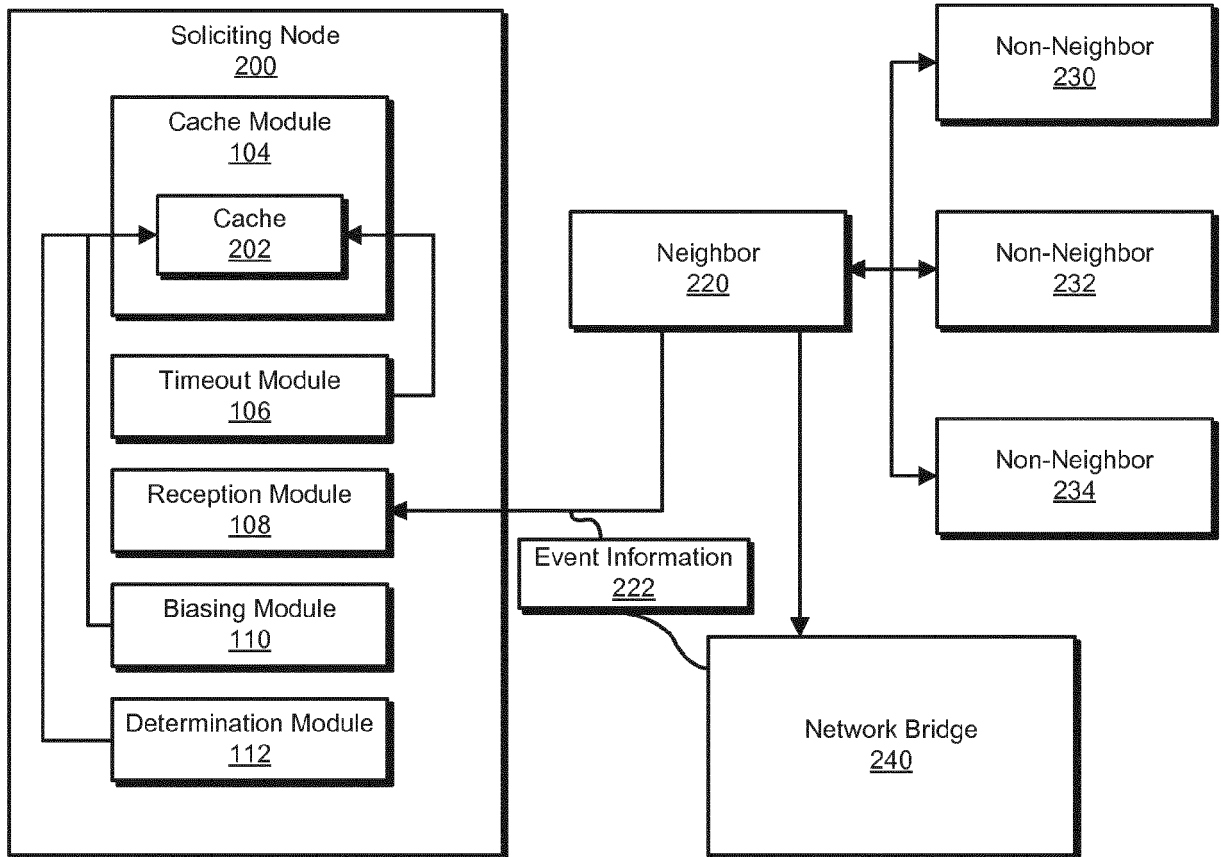 Soliciting Node
200
Cache Module
104
Cache
202
Timeout Module
106
Reception Module
108
Biasing Module
110
Determination Module
112
Neighbor
220
Event Information
222
Non-Neighbor
230
Non-Neighbor
232
Non-Neighbor
234
Network Bridge
240